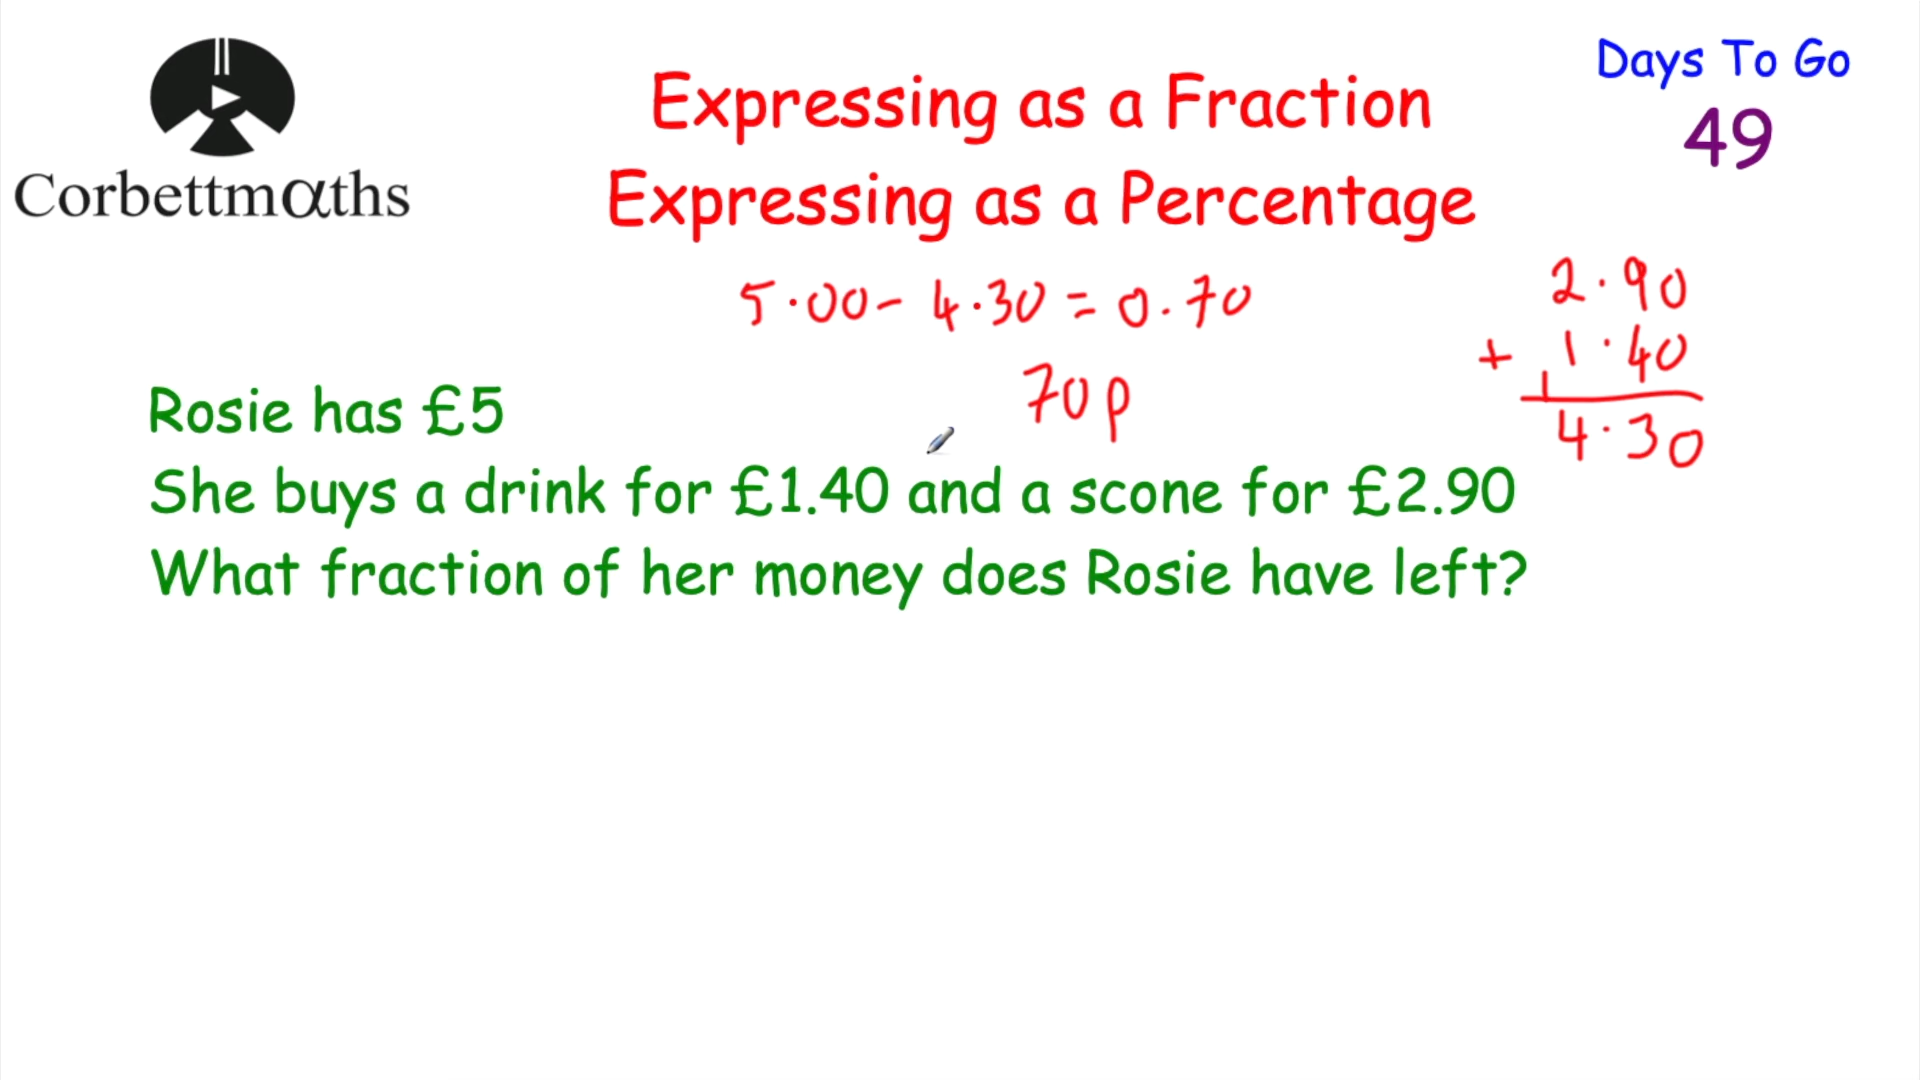 Corbettmαths
Expressing as a Fraction
Expressing as a Percentage
Days To Go
49
5.00 - 4.30 = 0.70
70p
2.90
+ 1.40
1
4.30
Rosie has £5
She buys a drink for £1.40 and a scone for £2.90
What fraction of her money does Rosie have left?